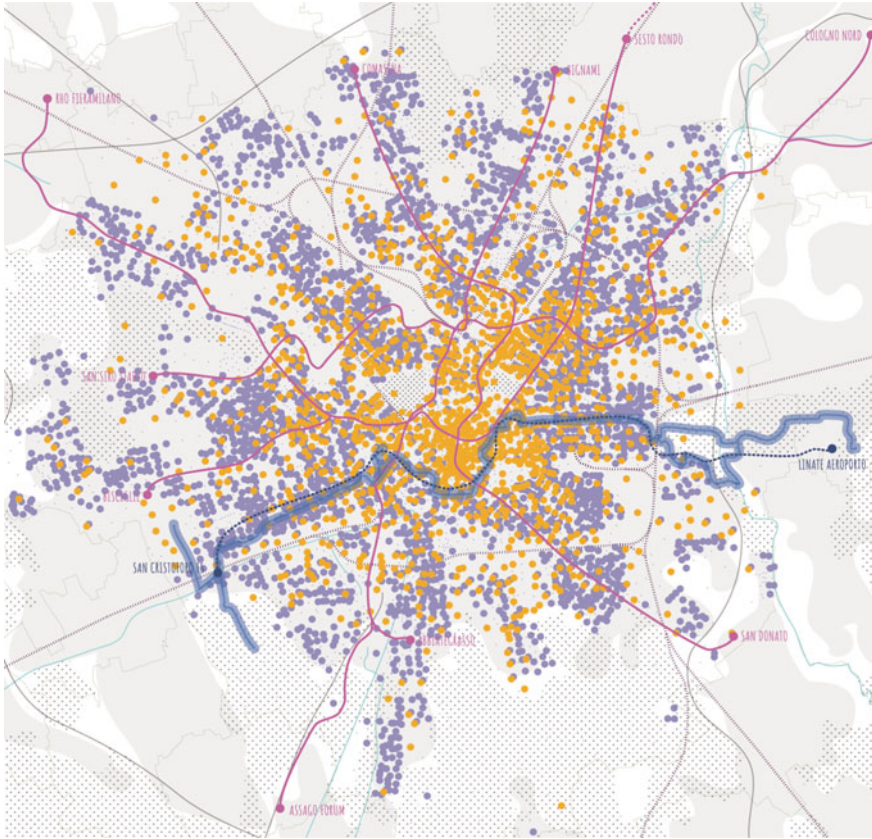 SESTO RONDÒ
COLOGNO NORD
COMASINA
BIGNAMI
RHO FIERAMILANO
SAN SIRO STADIO
LINATE AEROPORTO
BISCEGLIE
SAN CRISTOFORO
SAN DONATO
ABBIATEGRASSO
ASSAGO FORUM